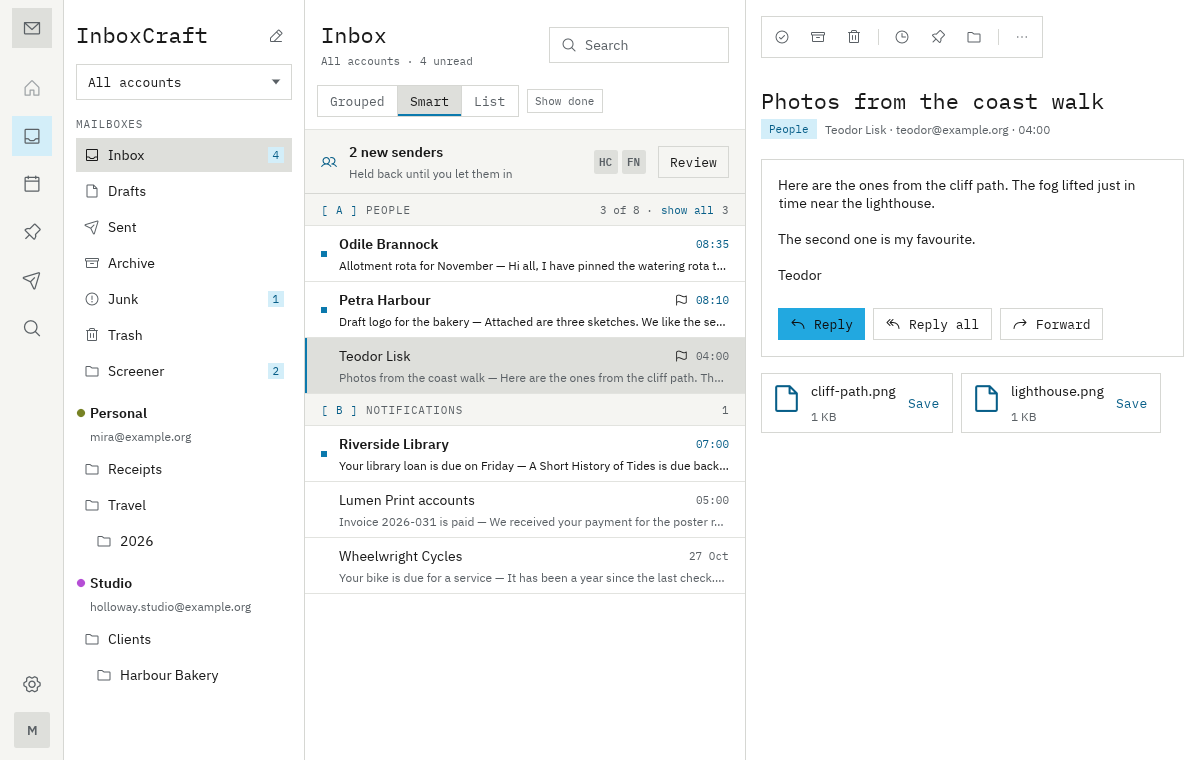 InboxCraft
All accounts
MAILBOXES
Inbox 4
Drafts
Sent
Archive
Junk 1
Trash
Screener 2
Personal
mira@example.org
Receipts
Travel
2026
Studio
holloway.studio@example.org
Clients
Harbour Bakery
M
Inbox
All accounts · 4 unread
Search
Grouped Smart List Show done
2 new senders
Held back until you let them in
HC FN Review
[ A ] PEOPLE 3 of 8 · show all 3
Odile Brannock 08:35
Allotment rota for November — Hi all, I have pinned the watering rota t…
Petra Harbour 08:10
Draft logo for the bakery — Attached are three sketches. We like the se…
Teodor Lisk 04:00
Photos from the coast walk — Here are the ones from the cliff path. Th…
[ B ] NOTIFICATIONS 1
Riverside Library 07:00
Your library loan is due on Friday — A Short History of Tides is due back…
Lumen Print accounts 05:00
Invoice 2026-031 is paid — We received your payment for the poster r…
Wheelwright Cycles 27 Oct
Your bike is due for a service — It has been a year since the last check.…
Photos from the coast walk
People Teodor Lisk · teodor@example.org · 04:00
Here are the ones from the cliff path. The fog lifted just in
time near the lighthouse.
The second one is my favourite.
Teodor
Reply Reply all Forward
cliff-path.png
1 KB
Save
lighthouse.png
1 KB
Save